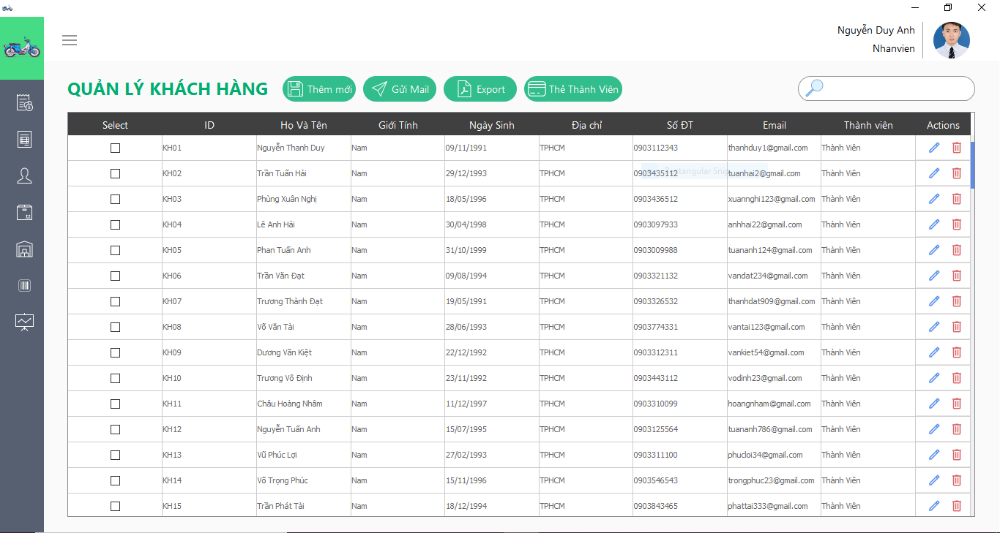 Nguyễn Duy Anh
Nhanvien
QUẢN LÝ KHÁCH HÀNG Thêm mới Gửi Mail Export Thẻ Thành Viên
Select ID Họ Và Tên Giới Tính Ngày Sinh Địa chỉ Số ĐT Email Thành viên Actions
KH01 Nguyễn Thanh Duy Nam 09/11/1991 TPHCM 0903112343 thanhduy1@gmail.com Thành Viên
KH02 Trần Tuấn Hải Nam 29/12/1993 TPHCM 0903435112 tuanhai2@gmail.com Thành Viên
KH03 Phùng Xuân Nghị Nam 18/05/1996 TPHCM 0903436512 xuannghi123@gmail.com Thành Viên
KH04 Lê Anh Hải Nam 30/04/1998 TPHCM 0903097933 anhhai22@gmail.com Thành Viên
KH05 Phan Tuấn Anh Nam 31/10/1999 TPHCM 0903009988 tuananh124@gmail.com Thành Viên
KH06 Trần Văn Đạt Nam 09/08/1994 TPHCM 0903321132 vandat234@gmail.com Thành Viên
KH07 Trương Thành Đạt Nam 19/05/1991 TPHCM 0903326532 thanhdat909@gmail.com Thành Viên
KH08 Võ Văn Tài Nam 28/06/1993 TPHCM 0903774331 vantai123@gmail.com Thành Viên
KH09 Dương Văn Kiệt Nam 22/12/1992 TPHCM 0903312311 vankiet54@gmail.com Thành Viên
KH10 Trương Vô Định Nam 23/11/1992 TPHCM 0903443112 vodinh23@gmail.com Thành Viên
KH11 Châu Hoàng Nhâm Nam 11/12/1997 TPHCM 0903310099 hoangnham@gmail.com Thành Viên
KH12 Nguyễn Tuấn Anh Nam 15/07/1995 TPHCM 0903125564 tuananh786@gmail.com Thành Viên
KH13 Vũ Phúc Lợi Nam 27/02/1993 TPHCM 0903311100 phucloi34@gmail.com Thành Viên
KH14 Võ Trọng Phúc Nam 15/11/1996 TPHCM 0903546543 trongphuc23@gmail.com Thành Viên
KH15 Trần Phát Tài Nam 18/12/1994 TPHCM 0903843465 phattai333@gmail.com Thành Viên